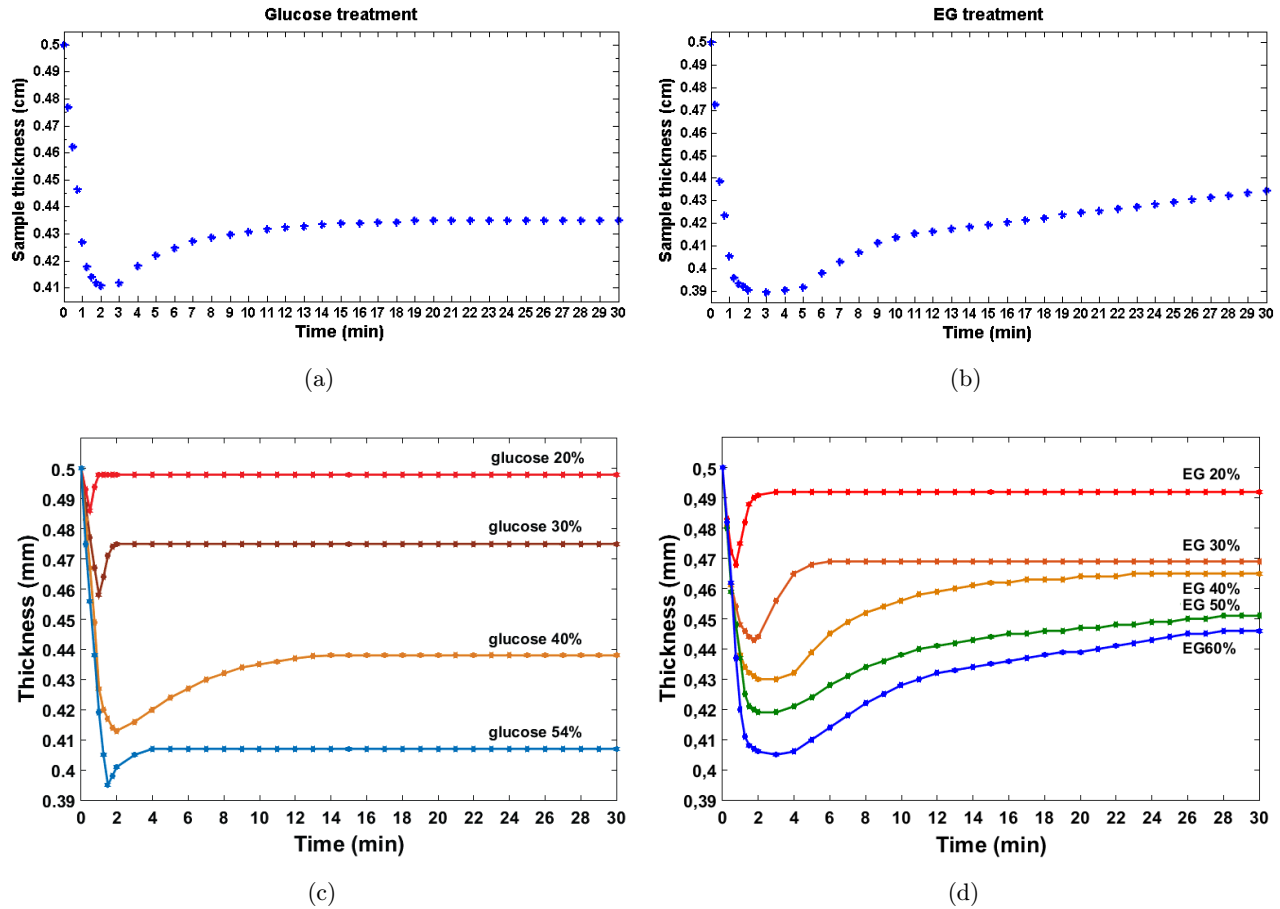 Glucose treatment
0.5
0.49
0.48
0.47
0.46
0.45
0.44
0.43
0.42
0.41
Sample thickness (cm)
0 1 2 3 4 5 6 7 8 9 10 11 12 13 14 15 16 17 18 19 20 21 22 23 24 25 26 27 28 29 30
Time (min)
(a)
EG treatment
0.5
0.49
0.48
0.47
0.46
0.45
0.44
0.43
0.42
0.41
0.4
0.39
Sample thickness (cm)
0 1 2 3 4 5 6 7 8 9 10 11 12 13 14 15 16 17 18 19 20 21 22 23 24 25 26 27 28 29 30
Time (min)
(b)
0.5
0.49
0.48
0.47
0.46
0.45
0.44
0.43
0.42
0.41
0.4
0.39
Thickness (mm)
glucose 20%
glucose 30%
glucose 40%
glucose 54%
0 2 4 6 8 10 12 14 16 18 20 22 24 26 28 30
Time (min)
(c)
0.5
0,49
0,48
0,47
0.46
0.45
0.44
0,43
0,42
0,41
0,4
0,39
Thickness (mm)
EG 20%
EG 30%
EG 40%
EG 50%
EG60%
0 2 4 6 8 10 12 14 16 18 20 22 24 26 28 30
Time (min)
(d)